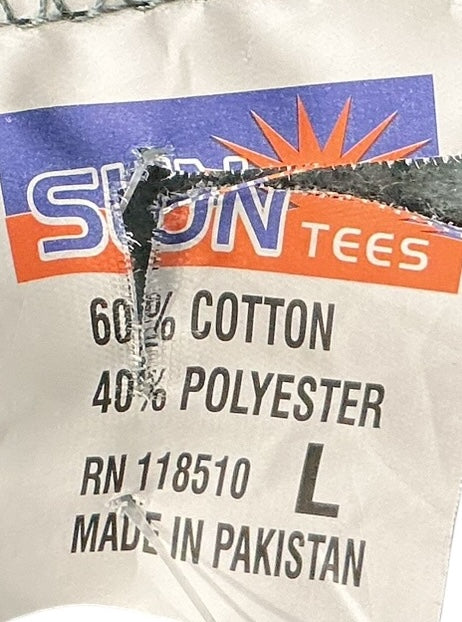 SUN TEES
60% COTTON
40% POLYESTER
RN 118510 L
MADE IN PAKISTAN